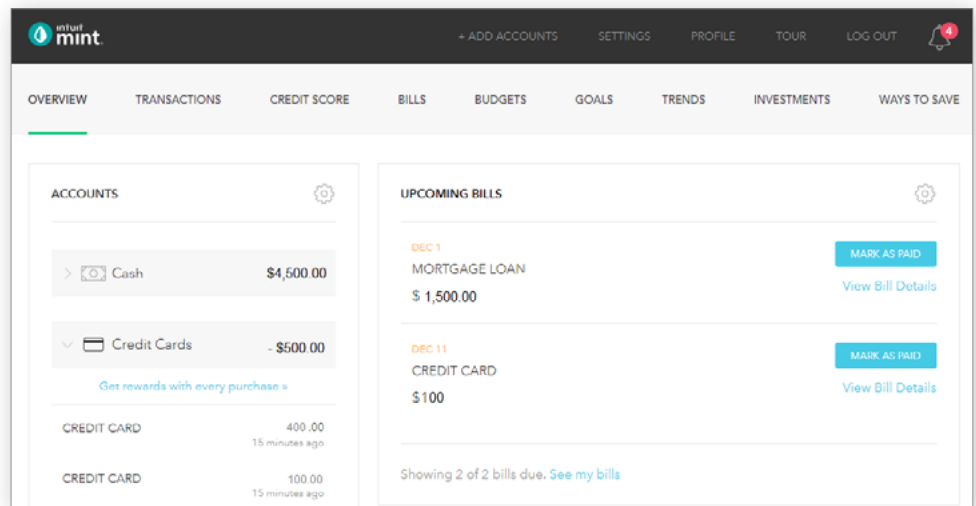 intuit
mint
+ ADD ACCOUNTS SETTINGS PROFILE TOUR LOG OUT 4
OVERVIEW TRANSACTIONS CREDIT SCORE BILLS BUDGETS GOALS TRENDS INVESTMENTS WAYS TO SAVE
ACCOUNTS
Cash $4,500.00
Credit Cards - $500.00
Get rewards with every purchase »
CREDIT CARD 400 .00
15 minutes ago
CREDIT CARD 100.00
15 minutes ago
UPCOMING BILLS
DEC 1
MORTGAGE LOAN
$ 1,500.00
MARK AS PAID
View Bill Details
DEC 11
CREDIT CARD
$100
MARK AS PAID
View Bill Details
Showing 2 of 2 bills due. See my bills